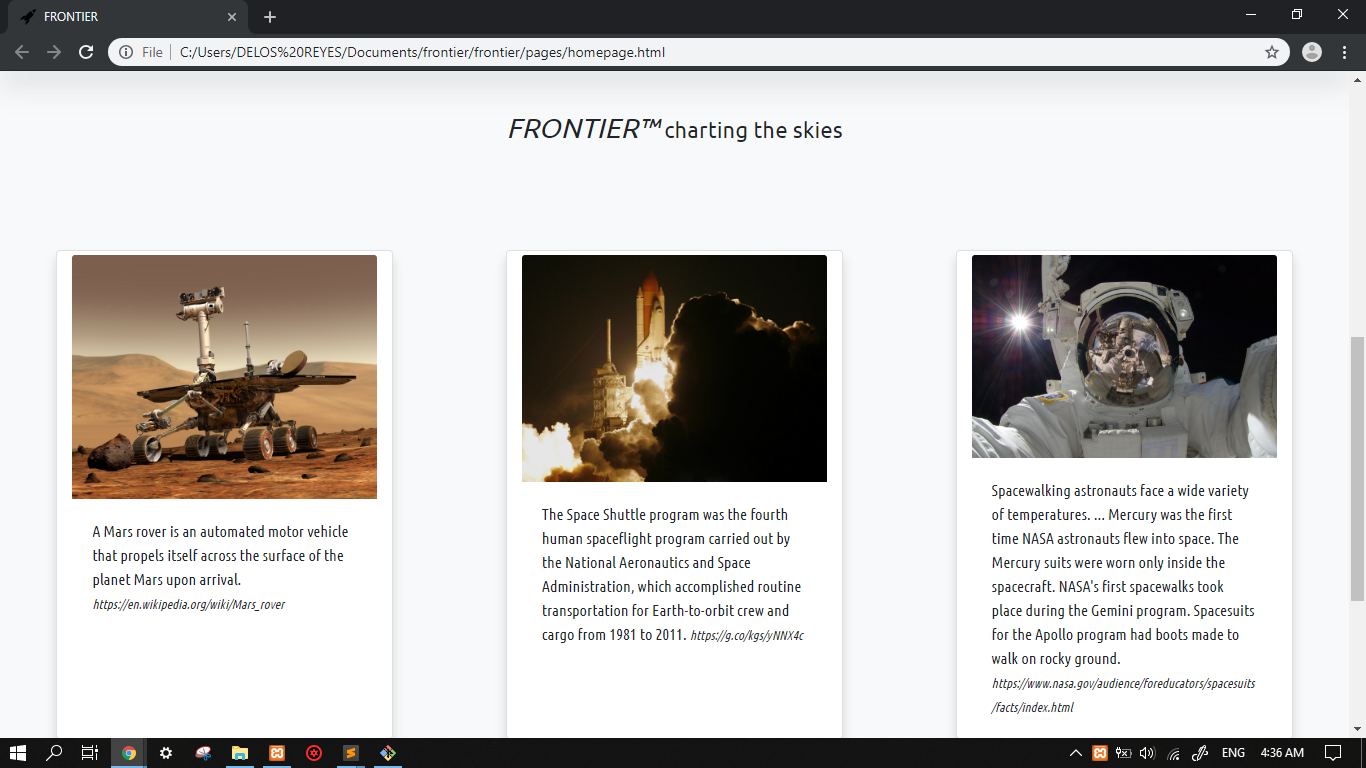 FRONTIER
File
C:/Users/DELOS%20REYES/Documents/frontier/frontier/pages/homepage.html
FRONTIER™ charting the skies
A Mars rover is an automated motor vehicle
that propels itself across the surface of the
planet Mars upon arrival.
https://en.wikipedia.org/wiki/Mars_rover
The Space Shuttle program was the fourth
human spaceflight program carried out by
the National Aeronautics and Space
Administration, which accomplished routine
transportation for Earth-to-orbit crew and
cargo from 1981 to 2011. https://g.co/kgs/yNNX4c
Spacewalking astronauts face a wide variety
of temperatures. ... Mercury was the first
time NASA astronauts flew into space. The
Mercury suits were worn only inside the
spacecraft. NASA's first spacewalks took
place during the Gemini program. Spacesuits
for the Apollo program had boots made to
walk on rocky ground.
https://www.nasa.gov/audience/foreducators/spacesuits
/facts/index.html
ENG
4:36 AM